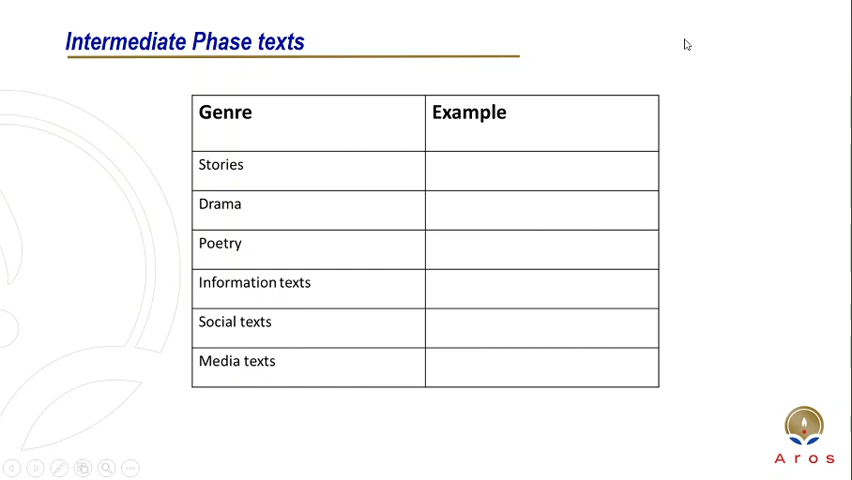 Intermediate Phase texts
Genre Example
Stories
Drama
Poetry
Information texts
Social texts
Media texts
Aros